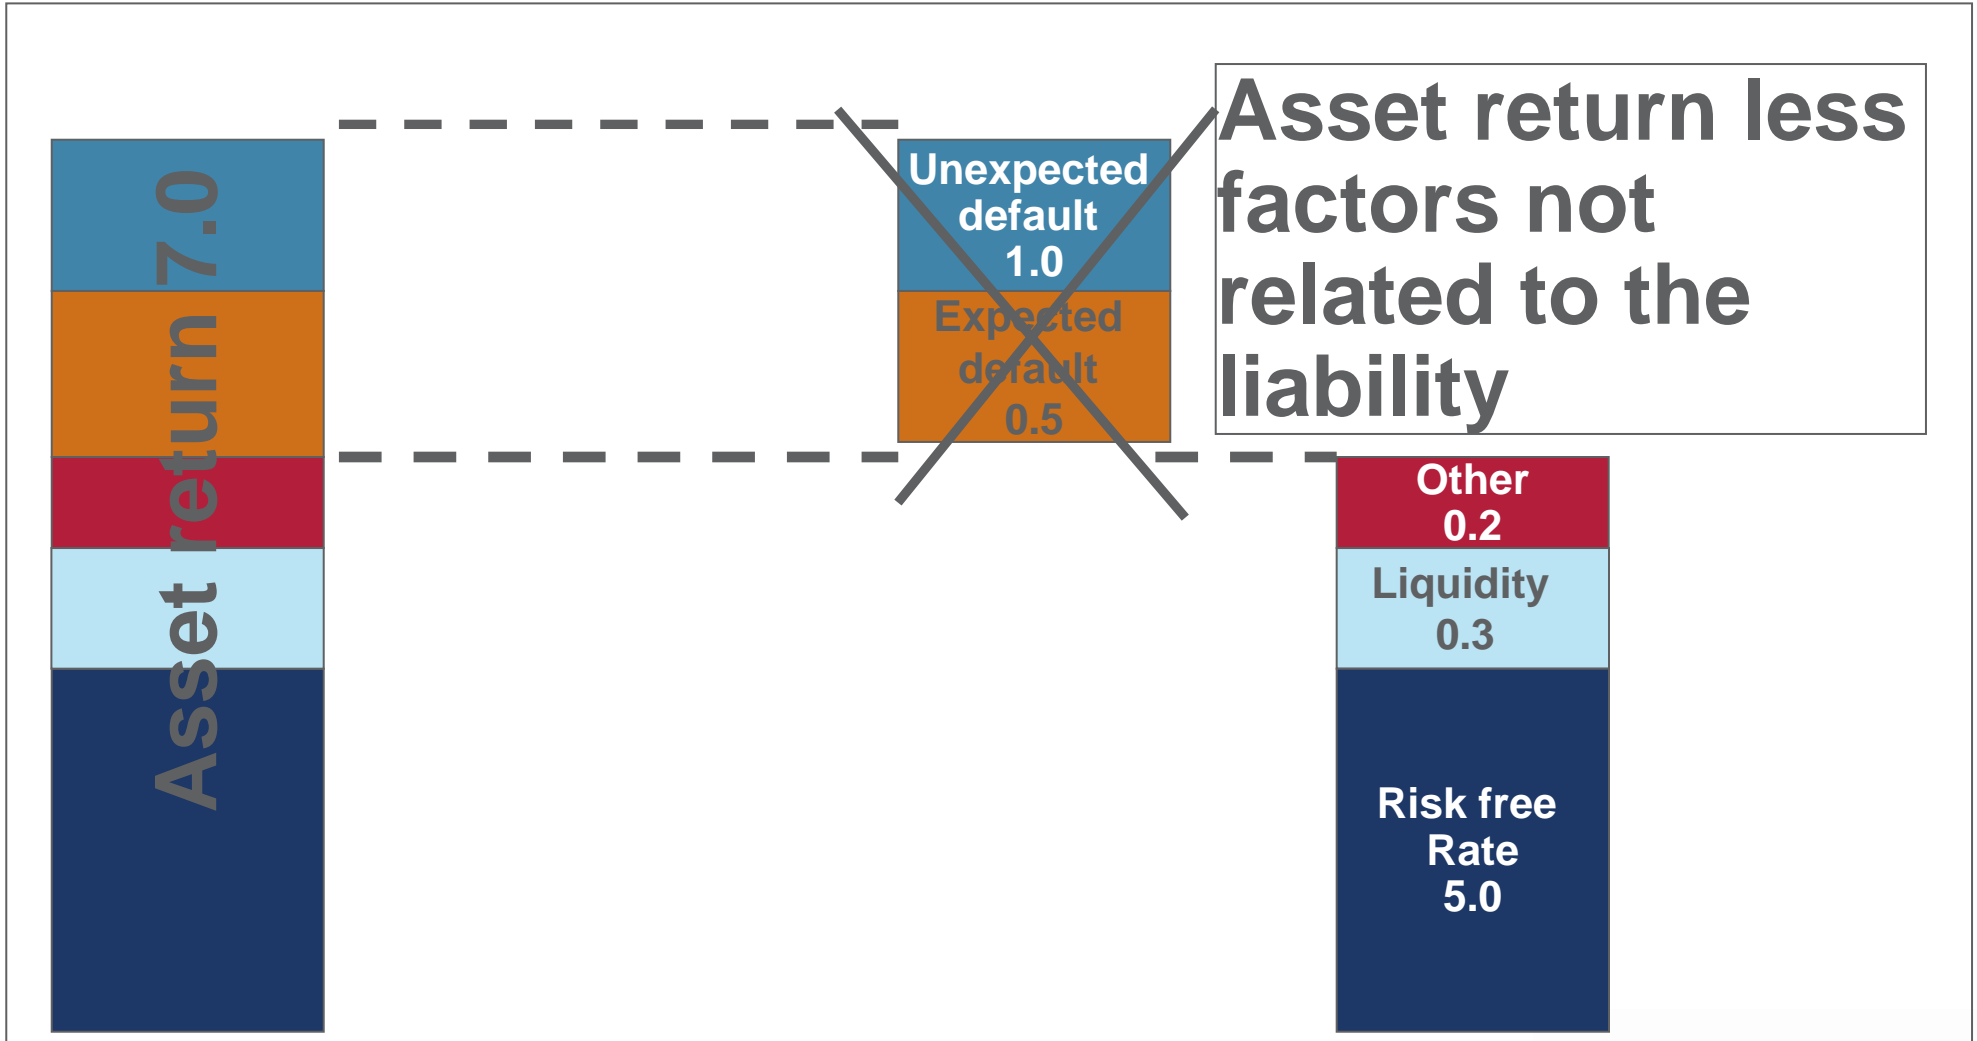 Asset return 7.0
Unexpected
default
1.0
Expected
default
0.5
Asset return less
factors not
related to the
liability
Other
0.2
Liquidity
0.3
Risk free
Rate
5.0